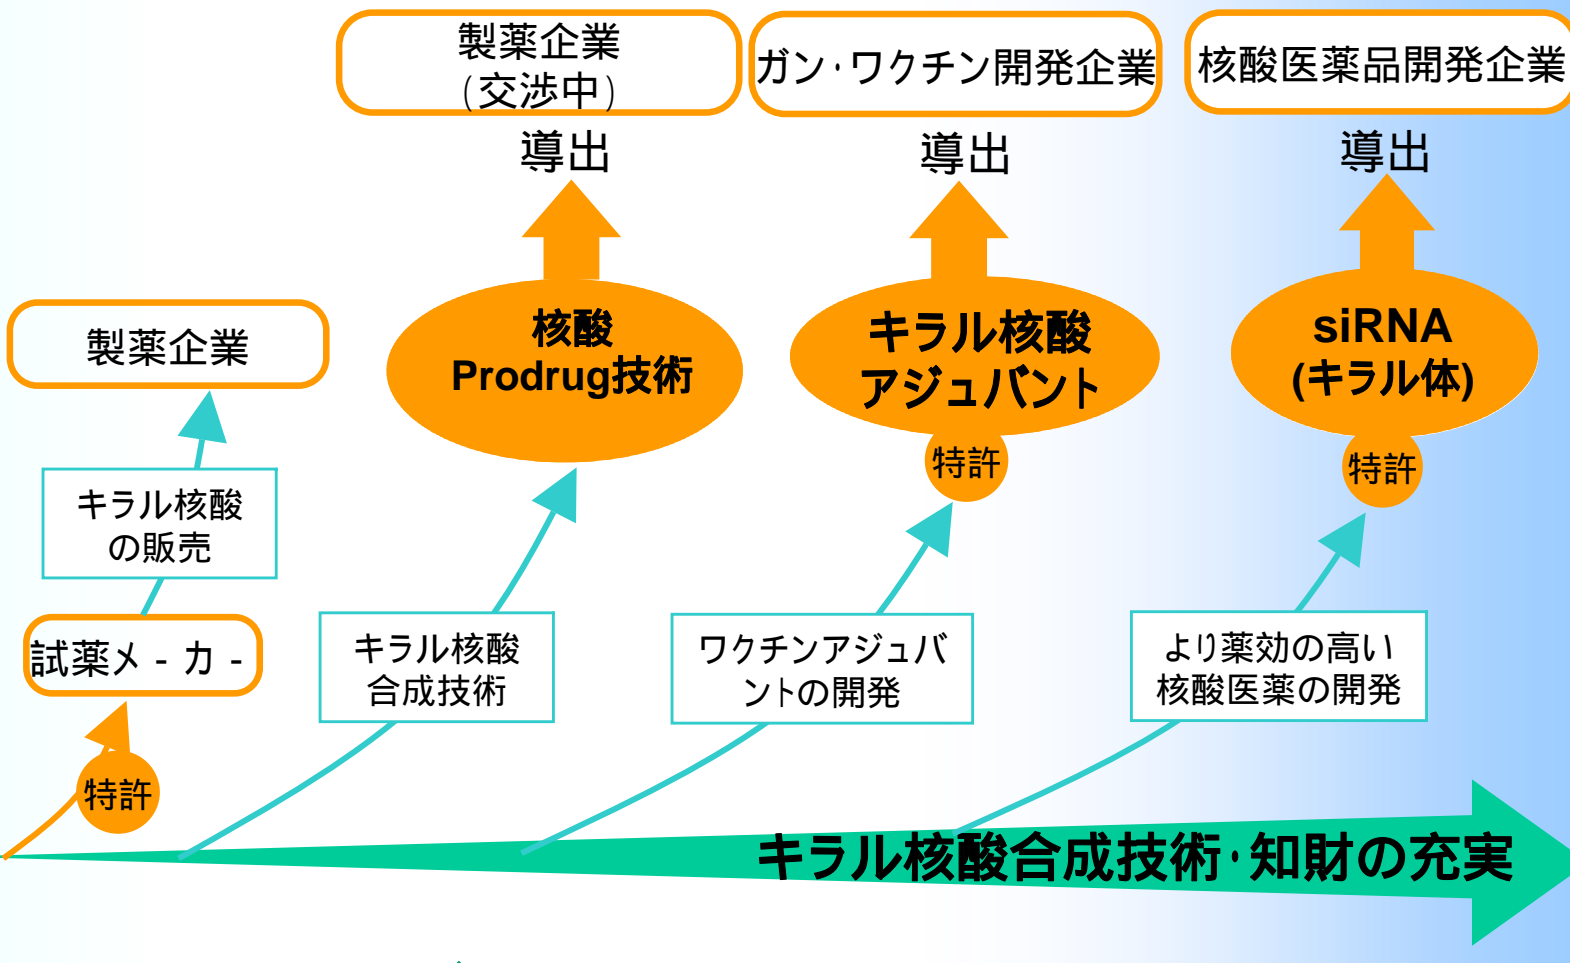 製薬企業
(交渉中)
ガン・ワクチン開発企業
核酸医薬品開発企業
導出
導出
導出
核酸
Prodrug技術
キラル核酸
アジュバント
siRNA
(キラル体)
製薬企業
特許
特許
キラル核酸
の販売
試薬メ-カ-
キラル核酸
合成技術
ワクチンアジュバ
ントの開発
より薬効の高い
核酸医薬の開発
特許
キラル核酸合成技術・知財の充実